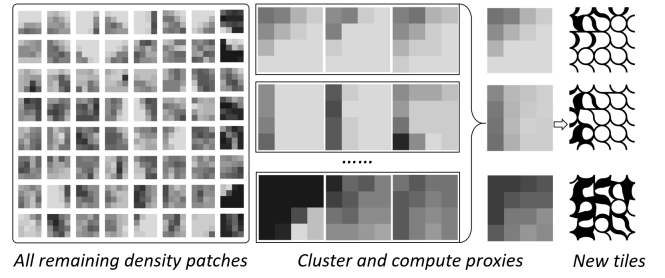 ......
All remaining density patches
Cluster and compute proxies
New tiles